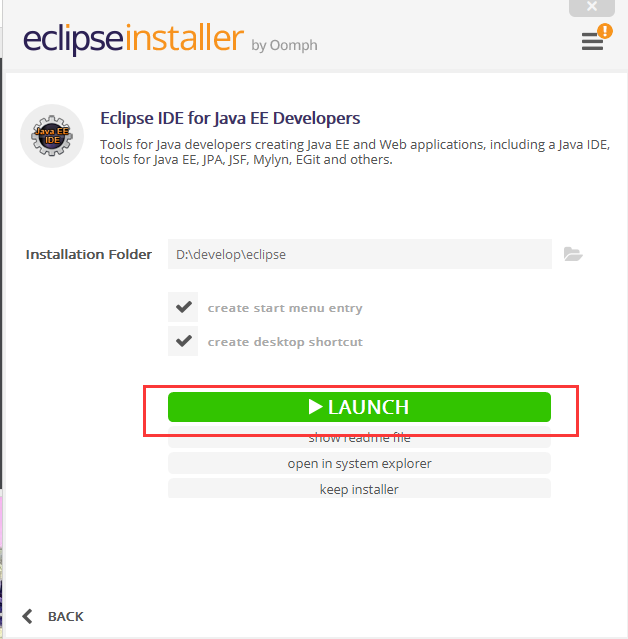 eclipseinstaller by Oomph
!
Java EE
IDE
Eclipse IDE for Java EE Developers
Tools for Java developers creating Java EE and Web applications, including a Java IDE,
tools for Java EE, JPA, JSF, Mylyn, EGit and others.
Installation Folder D:\develop\eclipse
create start menu entry
create desktop shortcut
LAUNCH
show readme file
open in system explorer
keep installer
BACK